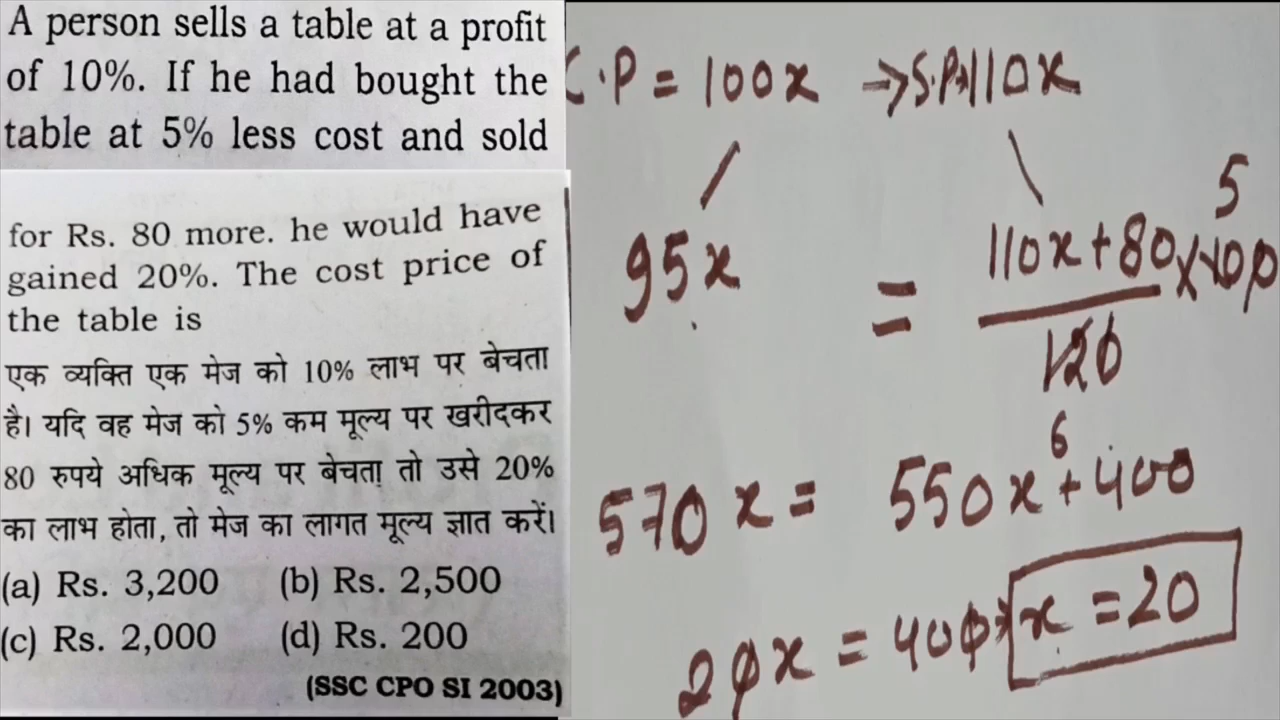 A person sells a table at a profit
of 10%. If he had bought the
table at 5% less cost and sold
for Rs. 80 more. he would have
gained 20%. The cost price of
the table is
एक व्यक्ति एक मेज को 10% लाभ पर बेचता
है। यदि वह मेज को 5% कम मूल्य पर खरीदकर
80 रुपये अधिक मूल्य पर बेचता तो उसे 20%
का लाभ होता, तो मेज का लागत मूल्य ज्ञात करें।
(a) Rs. 3,200 (b) Rs. 2,500
(c) Rs. 2,000 (d) Rs. 200
(SSC CPO SI 2003)
C.P = 100x → S.P 110x
5
95x = 110x + 80 × 100
120
6
570x = 550x + 400
20x = 400 x = 20